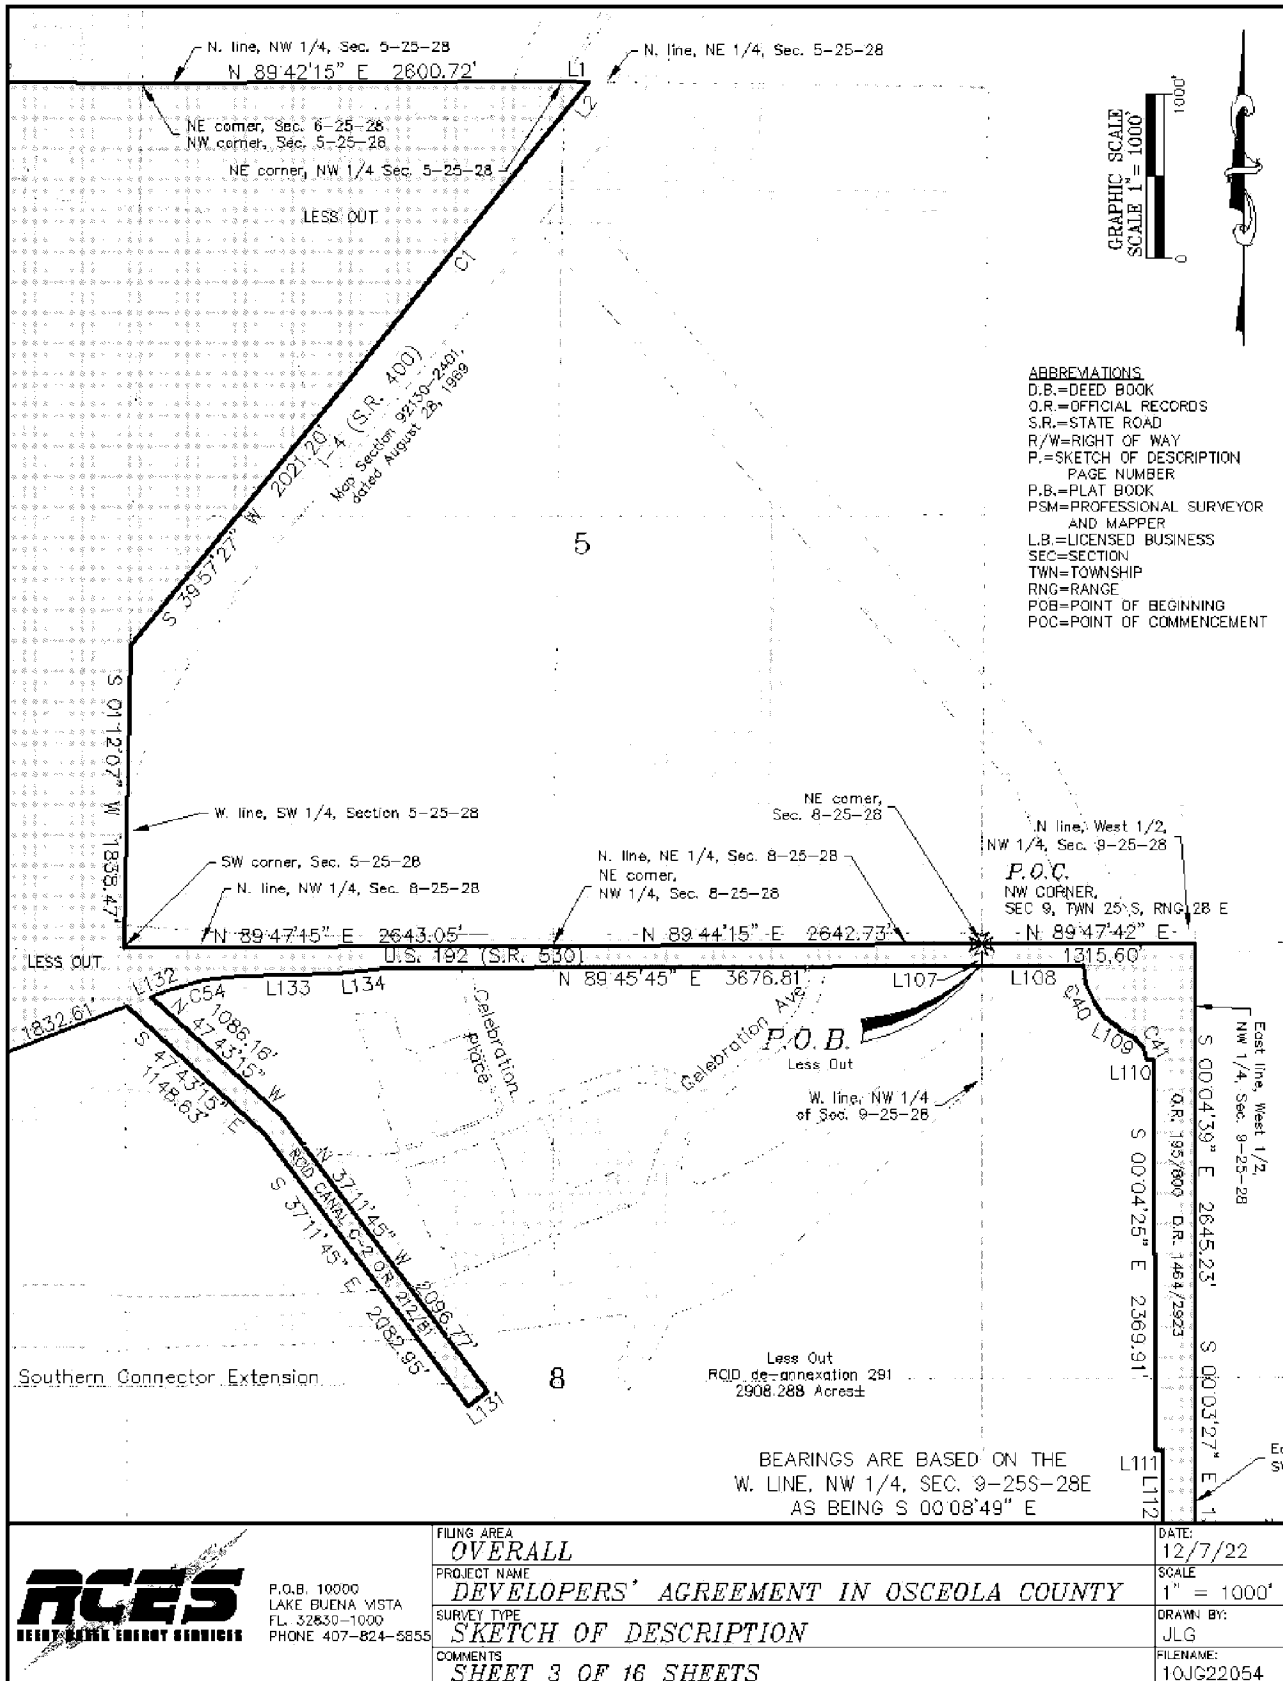 N. line, NW 1/4, Sec. 5-25-28
N 89°42'15" E 2600.72'
L1
N. line, NE 1/4, Sec. 5-25-28
L2
NE corner, Sec. 6-25-28
NW corner, Sec. 5-25-28
NE corner, NW 1/4 Sec. 5-25-28
LESS OUT
C1
GRAPHIC SCALE
SCALE 1"= 1000'
0
1000'
ABBREVIATIONS
D.B.=DEED BOOK
O.R.=OFFICIAL RECORDS
S.R.=STATE ROAD
R/W=RIGHT OF WAY
P.=SKETCH OF DESCRIPTION
PAGE NUMBER
P.B.=PLAT BOOK
PSM=PROFESSIONAL SURVEYOR
AND MAPPER
L.B.=LICENSED BUSINESS
SEC=SECTION
TWN=TOWNSHIP
RNG=RANGE
POB=POINT OF BEGINNING
POC=POINT OF COMMENCEMENT
S 39°57'27" W 2021.20'
I-4 (S.R. 400)
Map Section 92130-2401,
dated August 28, 1969
5
S 01°12'07" W 1838.47'
W. line, SW 1/4, Section 5-25-28
SW corner, Sec. 5-25-28
N. line, NW 1/4, Sec. 8-25-28
NE corner,
Sec. 8-25-28
N. line, NE 1/4, Sec. 8-25-28
NE corner,
NW 1/4, Sec. 8-25-28
N line, West 1/2,
NW 1/4, Sec. 9-25-28
P.O.C.
NW CORNER,
SEC 9, TWN 25 S, RNG 28 E
N 89°47'15" E 2643.05'
N 89°44'15" E 2642.73'
N 89°47'42" E
1315.60'
LESS OUT
U.S. 192 (S.R. 530)
N 89°45'45" E 3676.81'
L132
C54
L133
L134
L107
L108
C40
L109
C41
L110
1832.61'
1086.16'
N 47°43'15" W
S 47°43'15" E
1148.63'
Celebration
Place
Celebration Ave
P.O.B.
Less Out
W. line, NW 1/4
of Sec. 9-25-28
East line, West 1/2,
NW 1/4, Sec. 9-25-28
S 00°04'39" E 2645.23'
O.R. 195/800 O.R. 1464/2923
S 00°04'25" E 2369.91'
N 37°11'45" W 2096.77'
RCID CANAL C-2 O.R. 212/81
S 37°11'45" E 2082.95'
L131
Southern Connector Extension
8
Less Out
RCID de-annexation 291
2908.288 Acres±
S 00°03'27" E
L111
L112
BEARINGS ARE BASED ON THE
W. LINE, NW 1/4, SEC. 9-25S-28E
AS BEING S 00°08'49" E
RCES
REEDY CREEK ENERGY SERVICES
P.O.B. 10000
LAKE BUENA VISTA
FL. 32830-1000
PHONE 407-824-5855
FILING AREA
OVERALL
PROJECT NAME
DEVELOPERS' AGREEMENT IN OSCEOLA COUNTY
SURVEY TYPE
SKETCH OF DESCRIPTION
COMMENTS
SHEET 3 OF 16 SHEETS
DATE:
12/7/22
SCALE
1" = 1000'
DRAWN BY:
JLG
FILENAME:
10JG22054